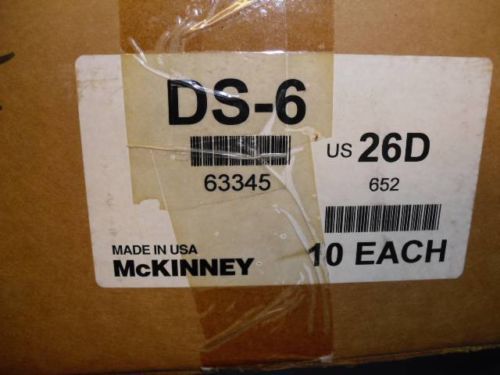 DS-6
63345
US 26D
652
MADE IN USA
McKINNEY
10 EACH